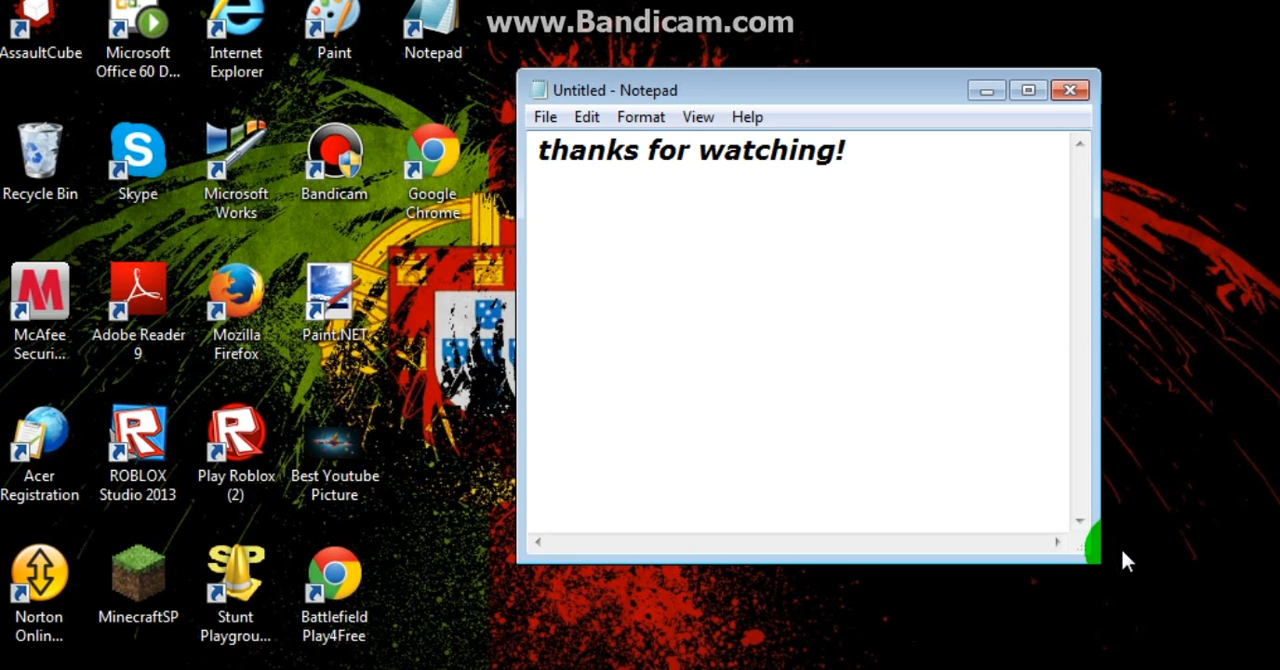 www.Bandicam.com
AssaultCube
Microsoft
Office 60 D...
Internet
Explorer
Paint
Notepad
Untitled - Notepad
File Edit Format View Help
thanks for watching!
Recycle Bin
Skype
Microsoft
Works
Bandicam
Google
Chrome
McAfee
Securi...
Adobe Reader
9
Mozilla
Firefox
Paint.NET
Acer
Registration
ROBLOX
Studio 2013
Play Roblox
(2)
Best Youtube
Picture
Norton
Onlin...
MinecraftSP
SP
Stunt
Playgrou...
Battlefield
Play4Free